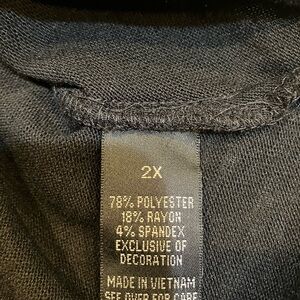 2X
78% POLYESTER
18% RAYON
4% SPANDEX
EXCLUSIVE OF
DECORATION
MADE IN VIETNAM
SEE OVER FOR CARE